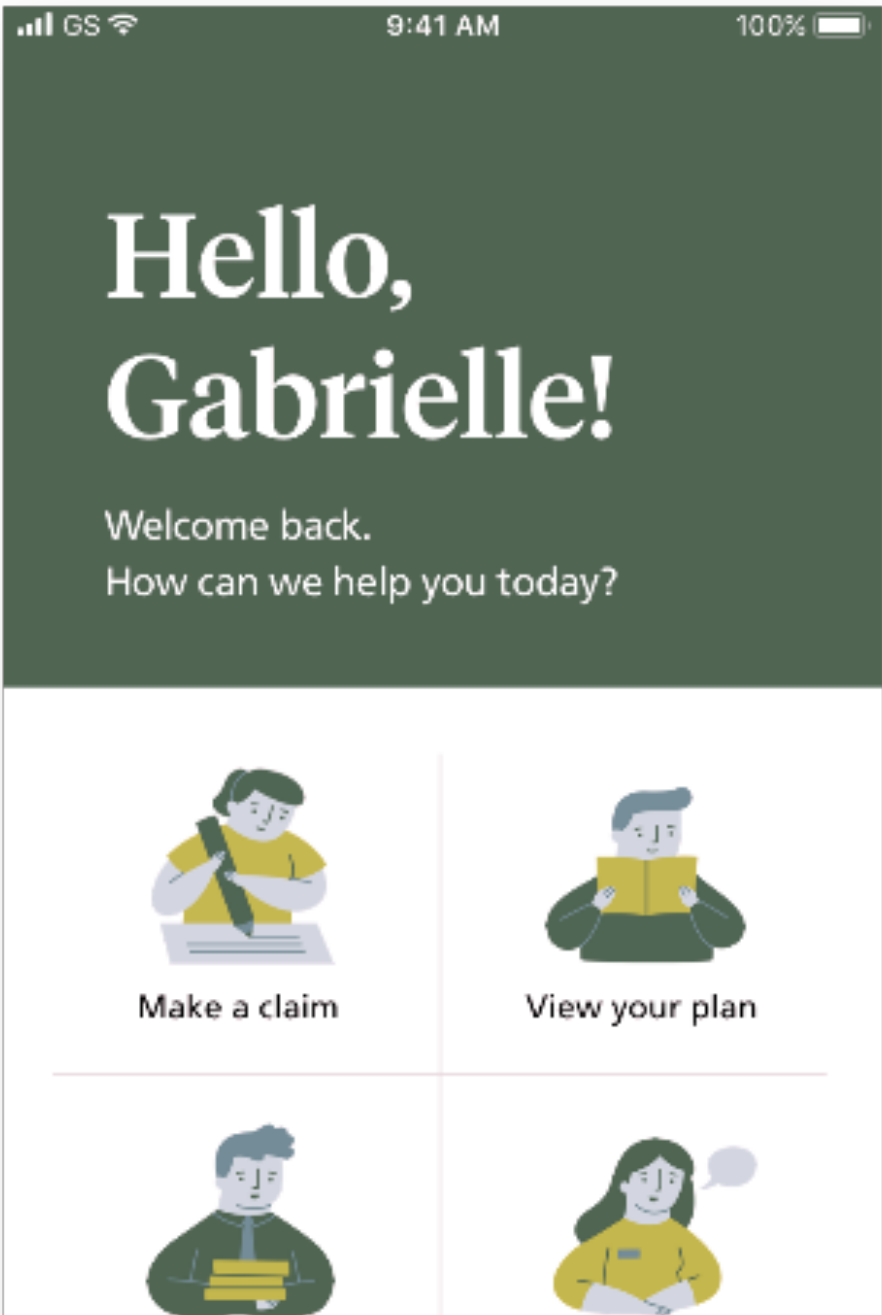 GS 9:41 AM 100%
Hello,
Gabrielle!
Welcome back.
How can we help you today?
Make a claim View your plan